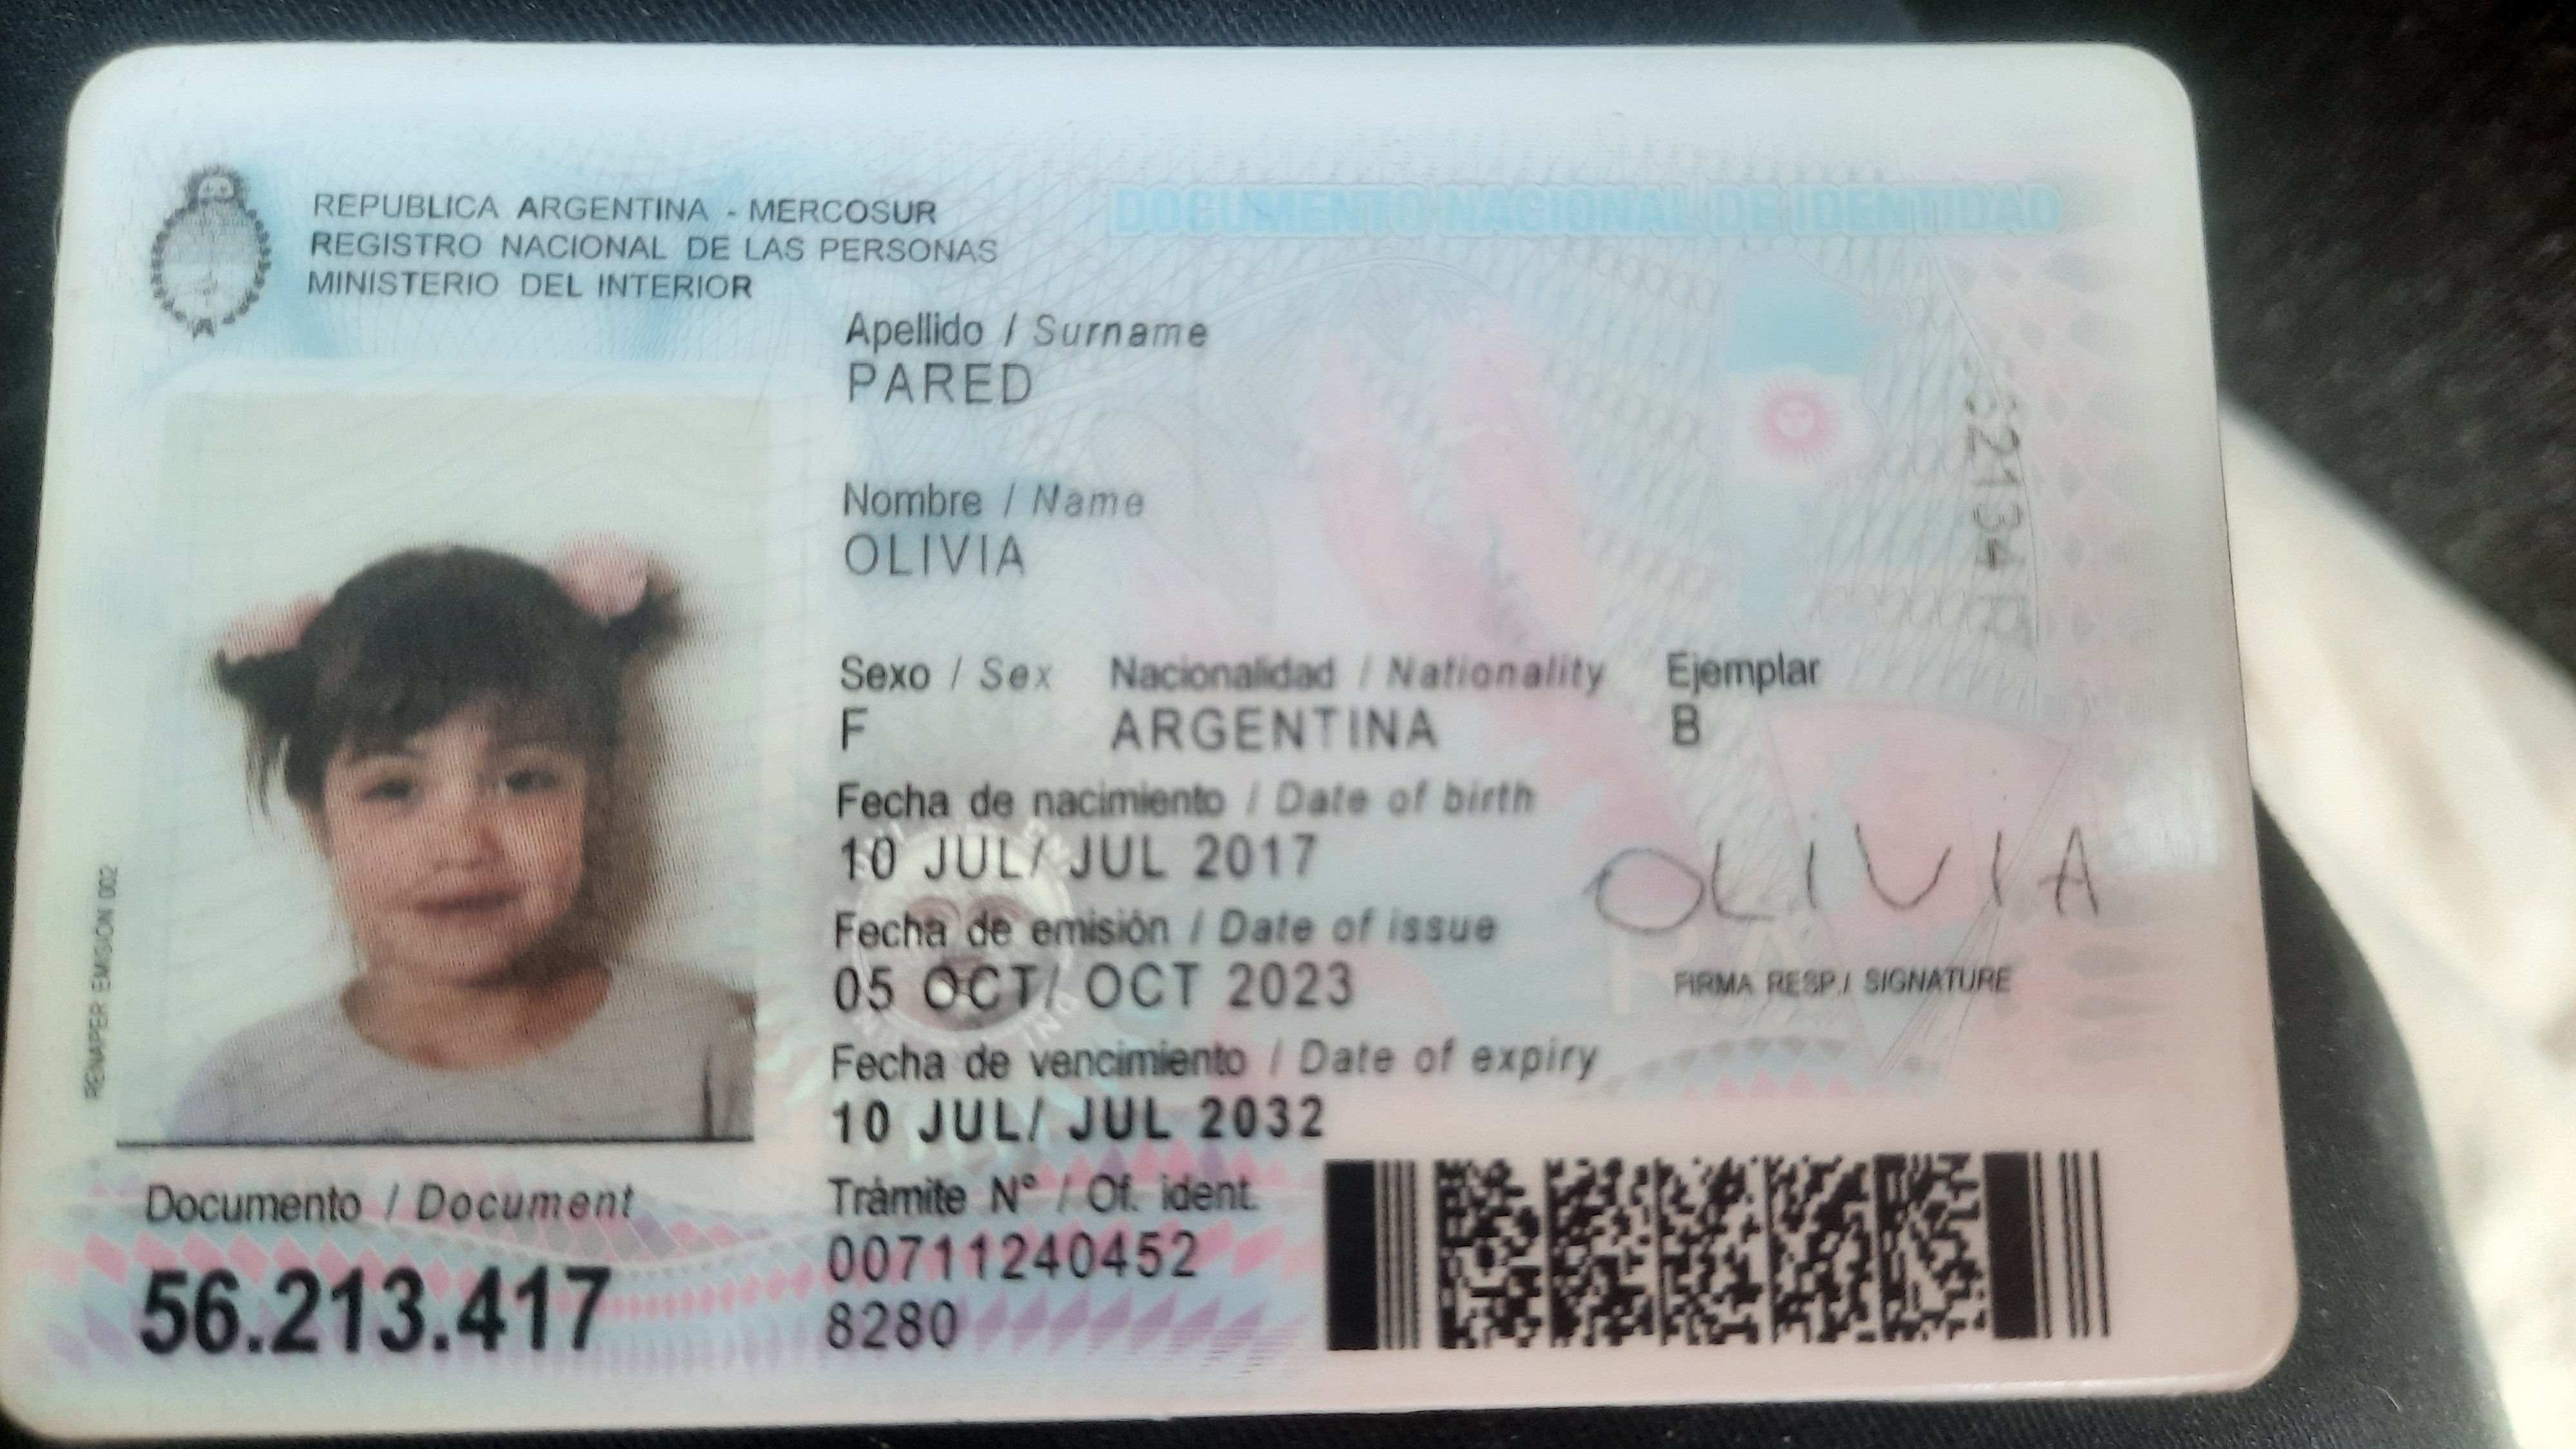 REPUBLICA ARGENTINA - MERCOSUR
REGISTRO NACIONAL DE LAS PERSONAS
MINISTERIO DEL INTERIOR
DOCUMENTO NACIONAL DE IDENTIDAD
RENAPER EMISIÓN 002
Apellido / Surname
PARED
Nombre / Name
OLIVIA
Sexo / Sex Nacionalidad / Nationality Ejemplar
F ARGENTINA B
Fecha de nacimiento / Date of birth
10 JUL/ JUL 2017
Fecha de emisión / Date of issue
05 OCT/ OCT 2023
Fecha de vencimiento / Date of expiry
10 JUL/ JUL 2032
OLIVIA
FIRMA RESP./ SIGNATURE
Documento / Document
56.213.417
Trámite N° / Of. ident.
00711240452
8280